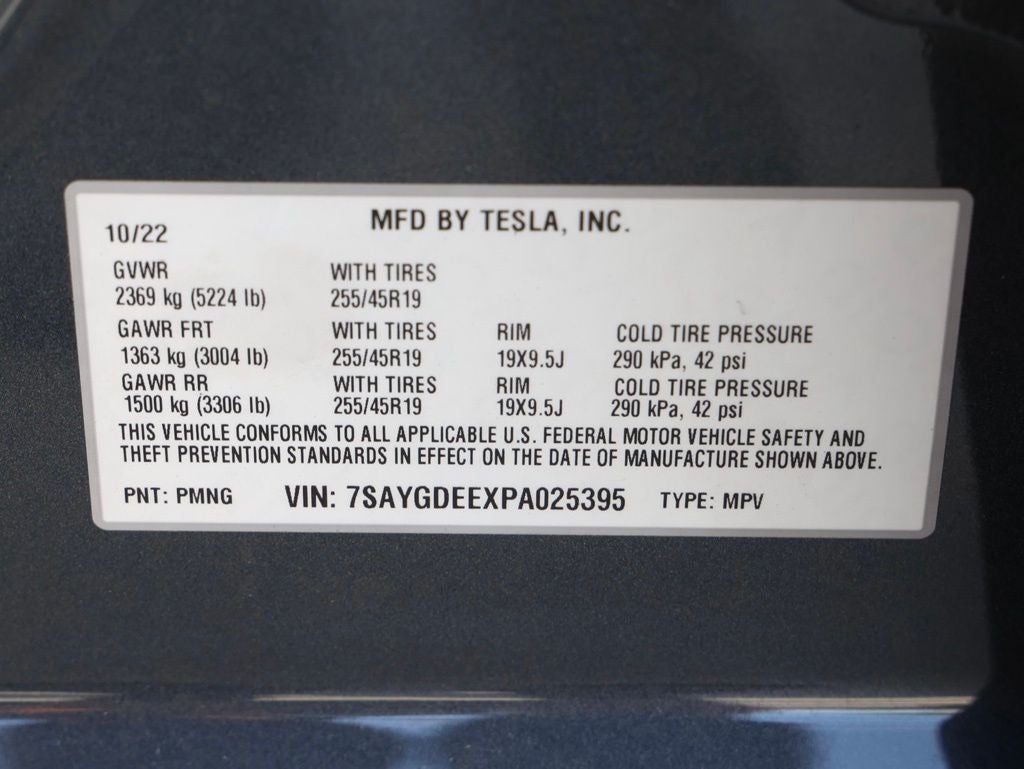 MFD BY TESLA, INC.
10/22
GVWR WITH TIRES
2369 kg (5224 lb) 255/45R19
GAWR FRT WITH TIRES RIM COLD TIRE PRESSURE
1363 kg (3004 lb) 255/45R19 19X9.5J 290 kPa, 42 psi
GAWR RR WITH TIRES RIM COLD TIRE PRESSURE
1500 kg (3306 lb) 255/45R19 19X9.5J 290 kPa, 42 psi
THIS VEHICLE CONFORMS TO ALL APPLICABLE U.S. FEDERAL MOTOR VEHICLE SAFETY AND
THEFT PREVENTION STANDARDS IN EFFECT ON THE DATE OF MANUFACTURE SHOWN ABOVE.
PNT: PMNG VIN: 7SAYGDEEXPA025395 TYPE: MPV